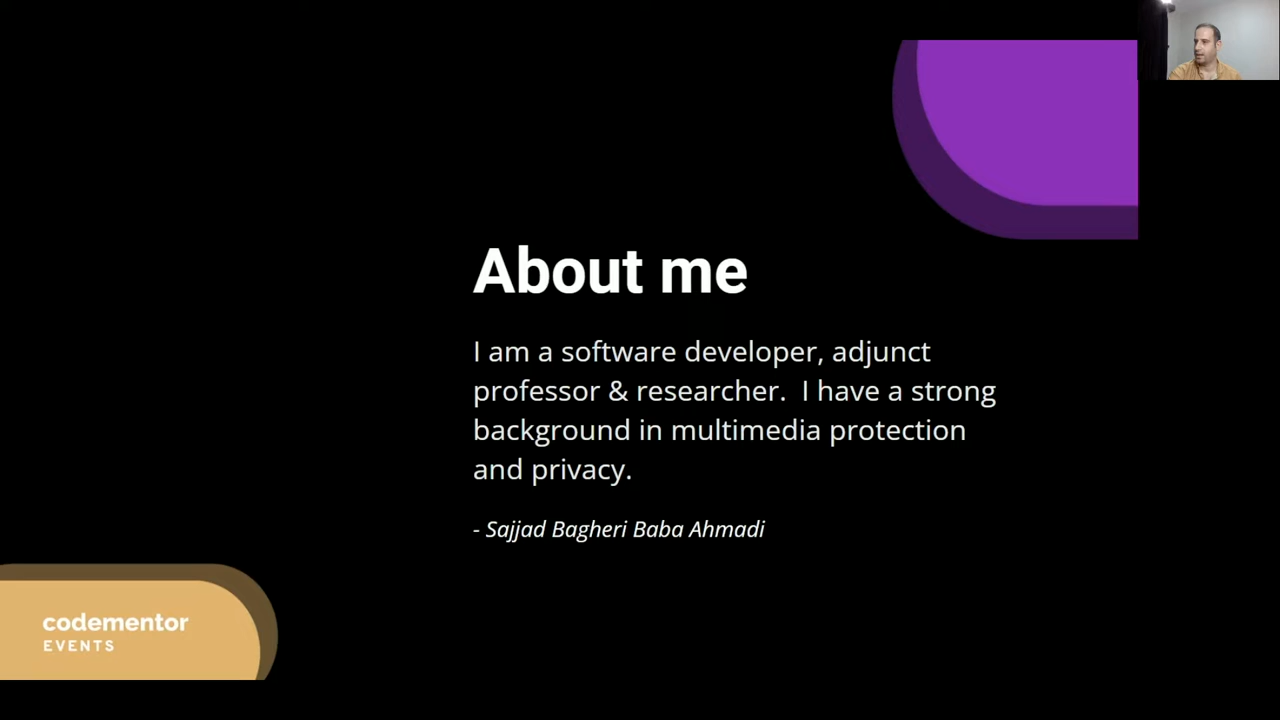 About me
I am a software developer, adjunct
professor & researcher.  I have a strong
background in multimedia protection
and privacy.
- Sajjad Bagheri Baba Ahmadi
codementor
EVENTS